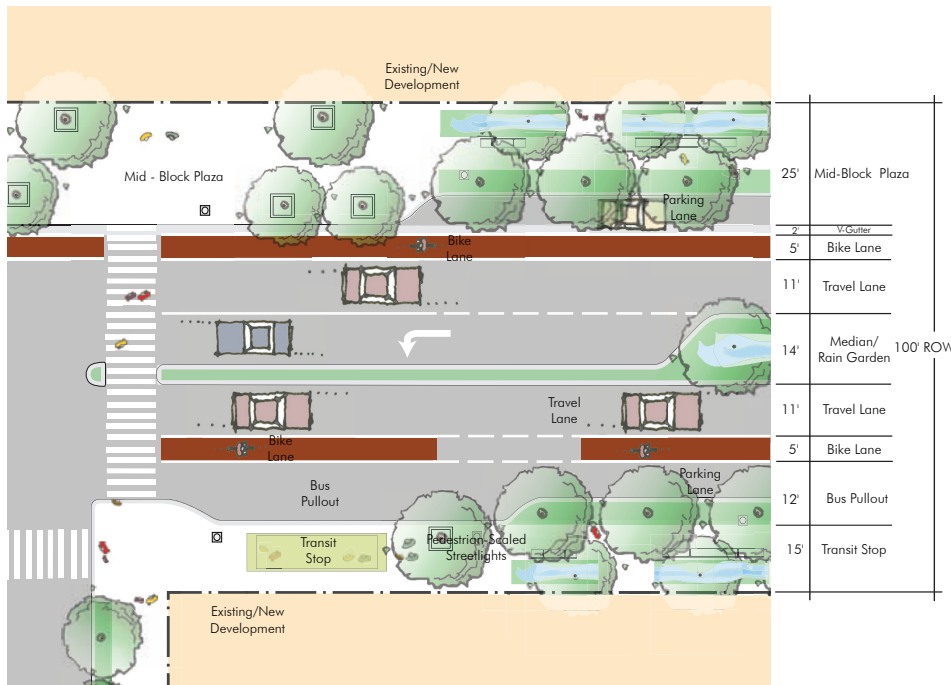 Existing/New
Development
Mid - Block Plaza
Parking
Lane
25'
Mid-Block Plaza
2'
V-Gutter
Bike
Lane
5'
Bike Lane
11'
Travel Lane
14'
Median/
Rain Garden
100' ROW
Travel
Lane
11'
Travel Lane
Bike
Lane
5'
Bike Lane
Bus
Pullout
Parking
Lane
12'
Bus Pullout
Transit
Stop
Pedestrian-Scaled
Streetlights
15'
Transit Stop
Existing/New
Development